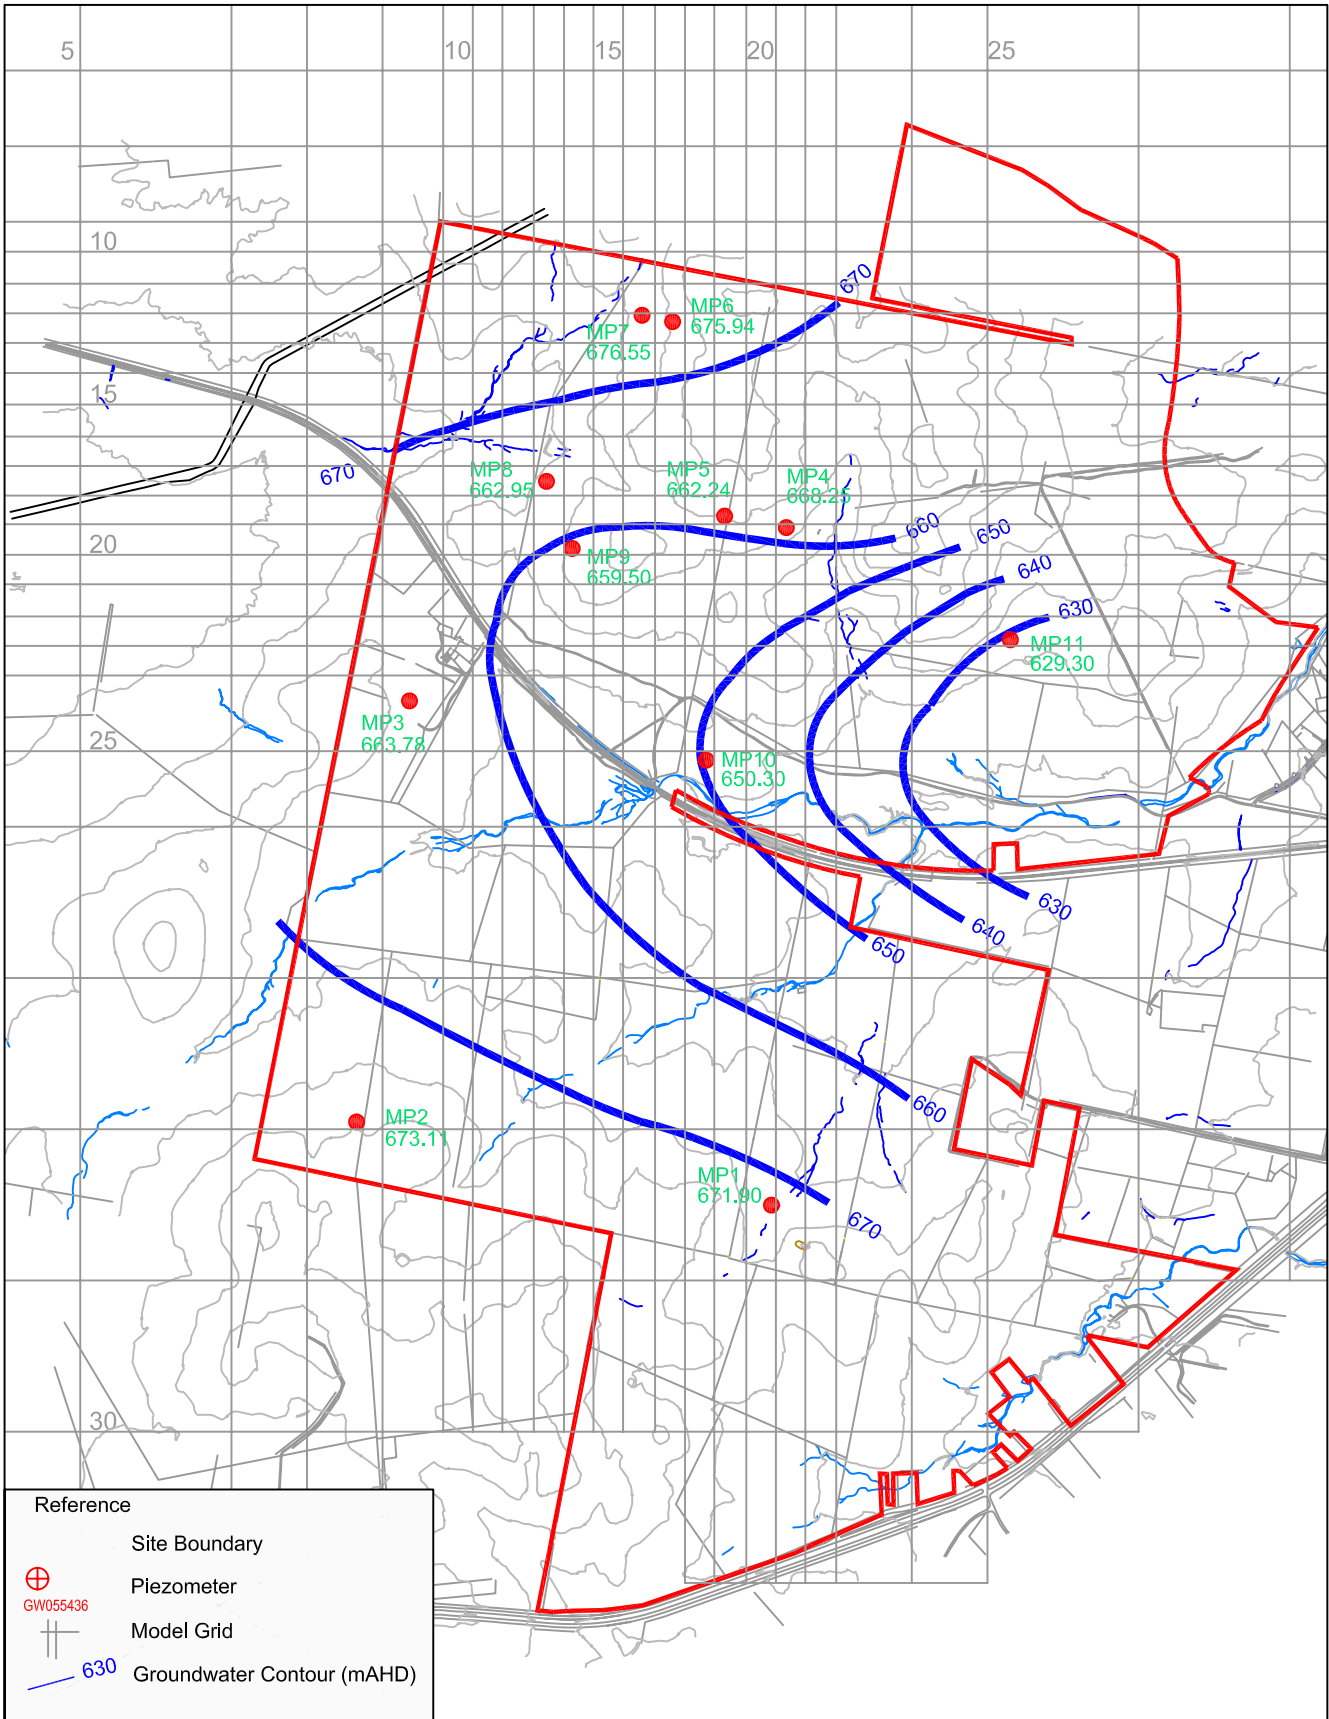 5
10
15
20
25
10
15
20
25
30
670
MP6
675.94
MP7
676.55
670
MP8
662.95
MP5
662.24
MP4
668.25
660
650
640
630
MP9
659.50
MP11
629.30
MP3
663.78
MP10
650.30
630
640
650
660
MP2
673.11
MP1
671.90
670
Reference
Site Boundary
Piezometer
GW055436
Model Grid
630
Groundwater Contour (mAHD)